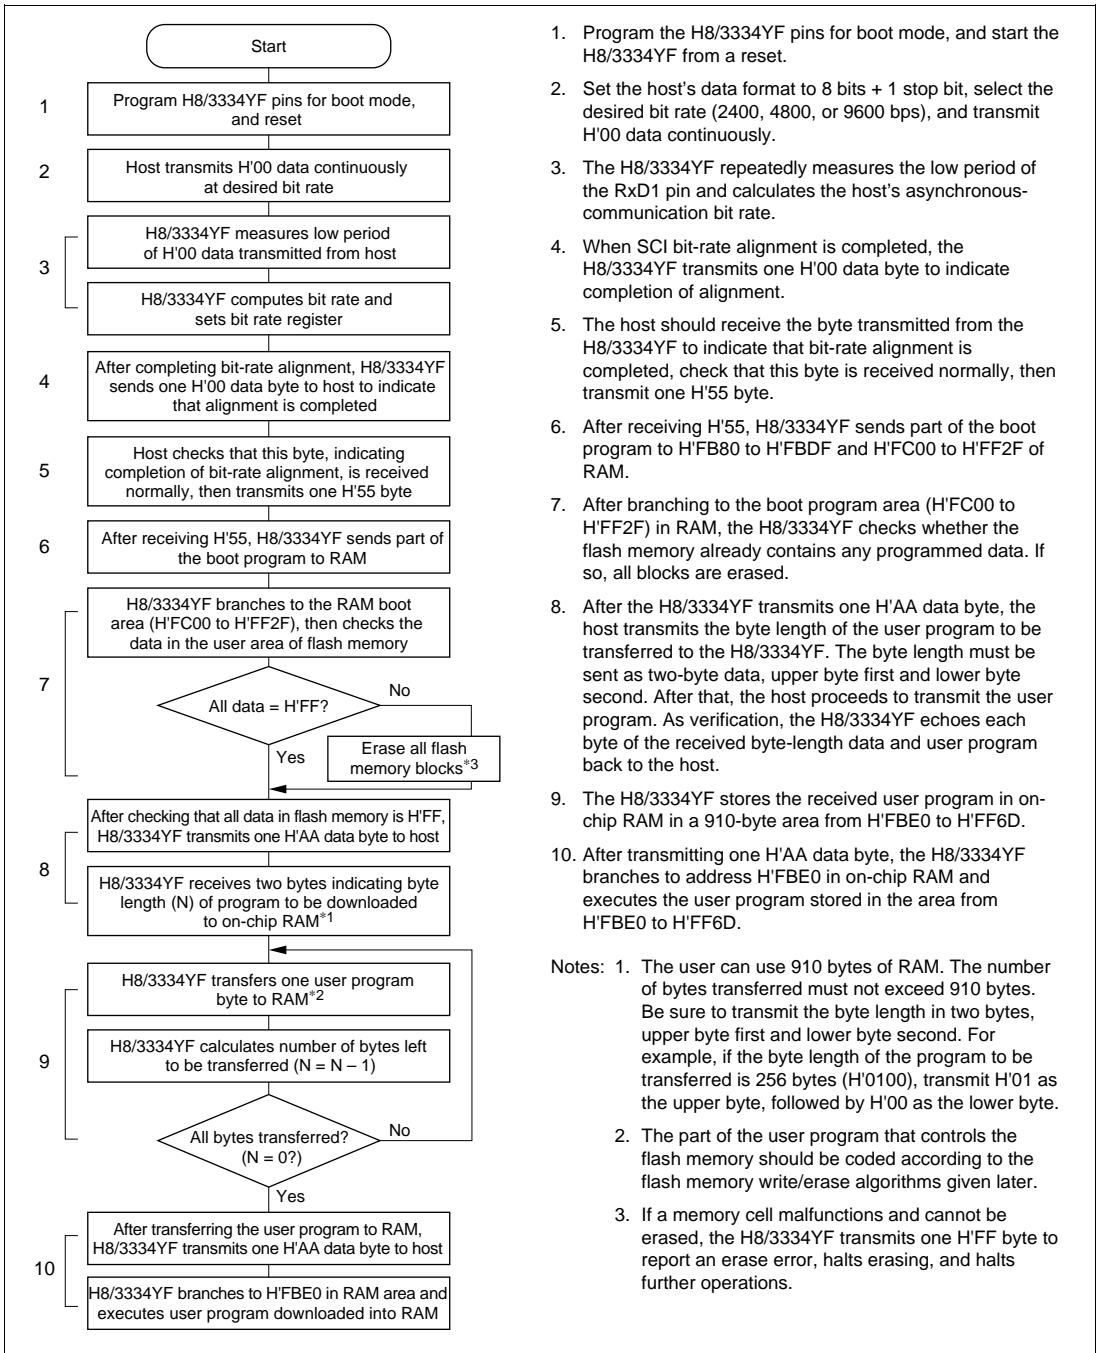 Start
1
Program H8/3334YF pins for boot mode,
and reset
2
Host transmits H'00 data continuously
at desired bit rate
3
H8/3334YF measures low period
of H'00 data transmitted from host
H8/3334YF computes bit rate and
sets bit rate register
4
After completing bit-rate alignment, H8/3334YF
sends one H'00 data byte to host to indicate
that alignment is completed
5
Host checks that this byte, indicating
completion of bit-rate alignment, is received
normally, then transmits one H'55 byte
6
After receiving H'55, H8/3334YF sends part of
the boot program to RAM
7
H8/3334YF branches to the RAM boot
area (H'FC00 to H'FF2F), then checks the
data in the user area of flash memory
All data = H'FF?
No
Yes
Erase all flash
memory blocks*3
8
After checking that all data in flash memory is H'FF,
H8/3334YF transmits one H'AA data byte to host
H8/3334YF receives two bytes indicating byte
length (N) of program to be downloaded
to on-chip RAM*1
9
H8/3334YF transfers one user program
byte to RAM*2
H8/3334YF calculates number of bytes left
to be transferred (N = N – 1)
All bytes transferred?
(N = 0?)
No
Yes
10
After transferring the user program to RAM,
H8/3334YF transmits one H'AA data byte to host
H8/3334YF branches to H'FBE0 in RAM area and
executes user program downloaded into RAM
1. Program the H8/3334YF pins for boot mode, and start the
H8/3334YF from a reset.
2. Set the host's data format to 8 bits + 1 stop bit, select the
desired bit rate (2400, 4800, or 9600 bps), and transmit
H'00 data continuously.
3. The H8/3334YF repeatedly measures the low period of
the RxD1 pin and calculates the host's asynchronous-
communication bit rate.
4. When SCI bit-rate alignment is completed, the
H8/3334YF transmits one H'00 data byte to indicate
completion of alignment.
5. The host should receive the byte transmitted from the
H8/3334YF to indicate that bit-rate alignment is
completed, check that this byte is received normally, then
transmit one H'55 byte.
6. After receiving H'55, H8/3334YF sends part of the boot
program to H'FB80 to H'FBDF and H'FC00 to H'FF2F of
RAM.
7. After branching to the boot program area (H'FC00 to
H'FF2F) in RAM, the H8/3334YF checks whether the
flash memory already contains any programmed data. If
so, all blocks are erased.
8. After the H8/3334YF transmits one H'AA data byte, the
host transmits the byte length of the user program to be
transferred to the H8/3334YF. The byte length must be
sent as two-byte data, upper byte first and lower byte
second. After that, the host proceeds to transmit the user
program. As verification, the H8/3334YF echoes each
byte of the received byte-length data and user program
back to the host.
9. The H8/3334YF stores the received user program in on-
chip RAM in a 910-byte area from H'FBE0 to H'FF6D.
10. After transmitting one H'AA data byte, the H8/3334YF
branches to address H'FBE0 in on-chip RAM and
executes the user program stored in the area from
H'FBE0 to H'FF6D.
Notes: 1. The user can use 910 bytes of RAM. The number
of bytes transferred must not exceed 910 bytes.
Be sure to transmit the byte length in two bytes,
upper byte first and lower byte second. For
example, if the byte length of the program to be
transferred is 256 bytes (H'0100), transmit H'01 as
the upper byte, followed by H'00 as the lower byte.
2. The part of the user program that controls the
flash memory should be coded according to the
flash memory write/erase algorithms given later.
3. If a memory cell malfunctions and cannot be
erased, the H8/3334YF transmits one H'FF byte to
report an erase error, halts erasing, and halts
further operations.